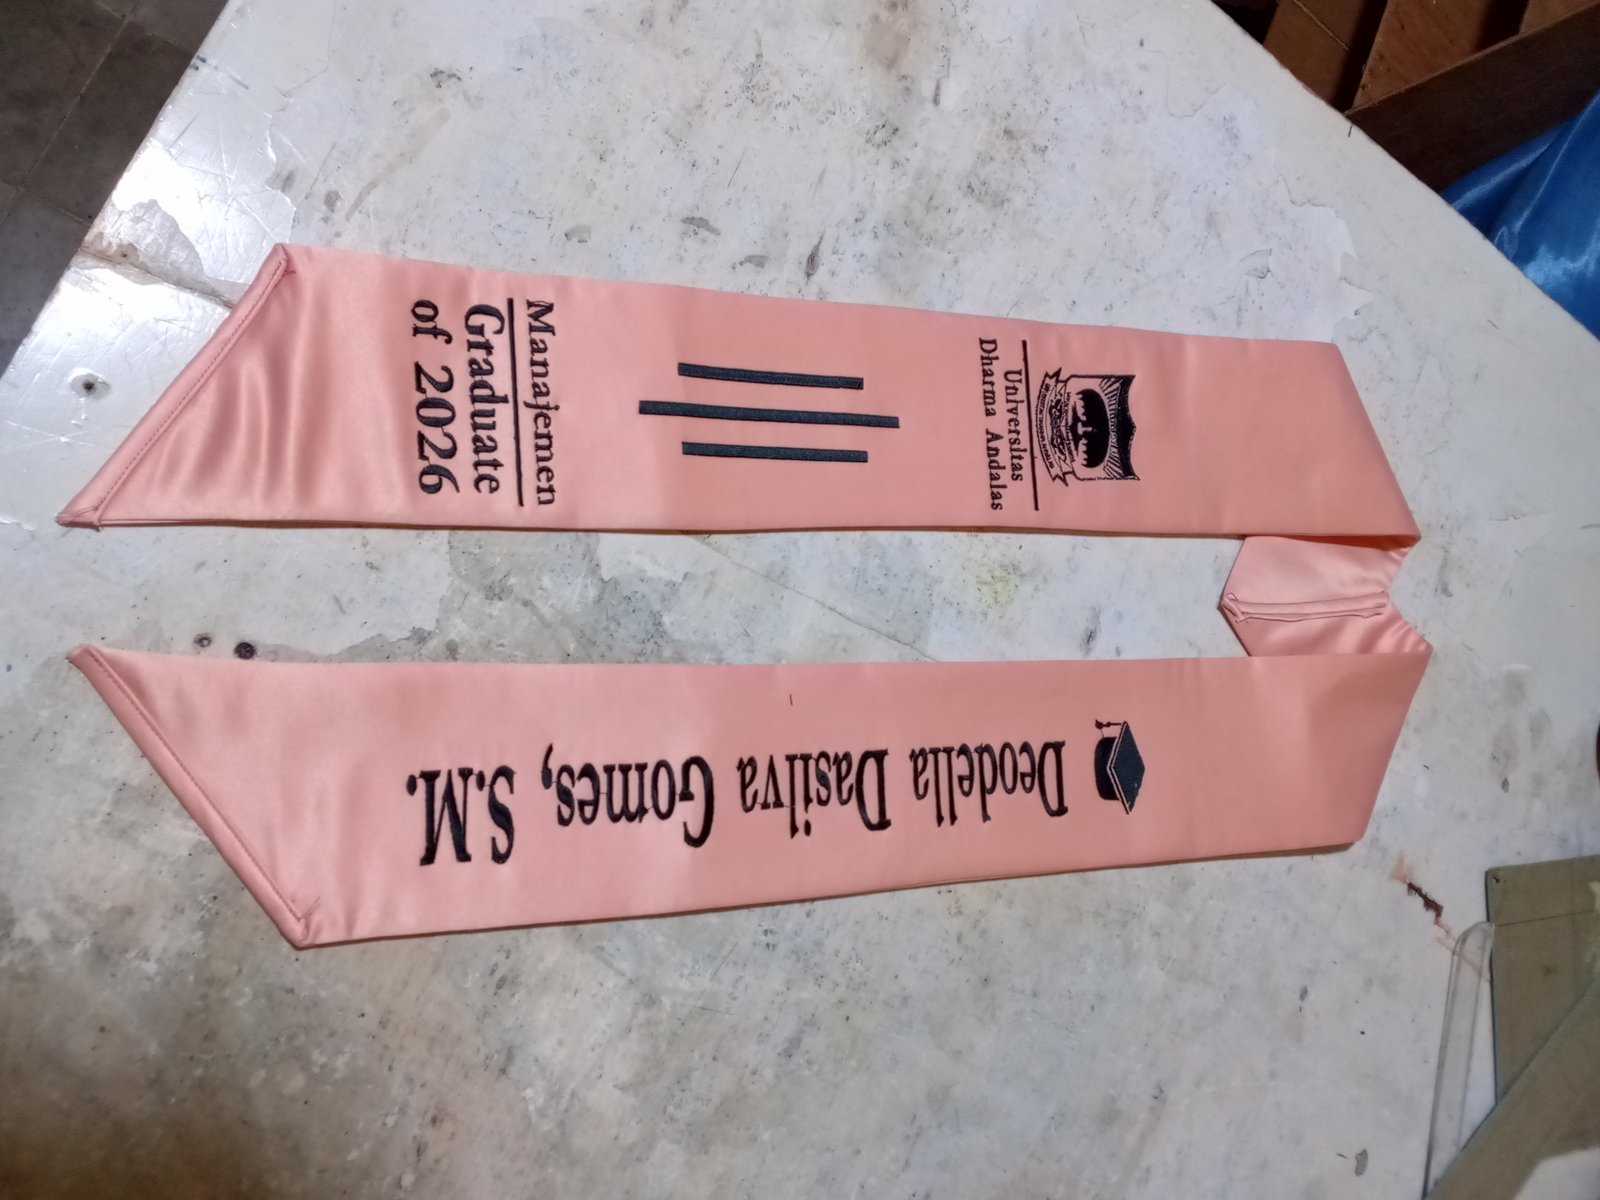 Universitas
Dharma Andalas
Manajemen
Graduate
of 2026
Deodella Dasilva Gomes, S.M.